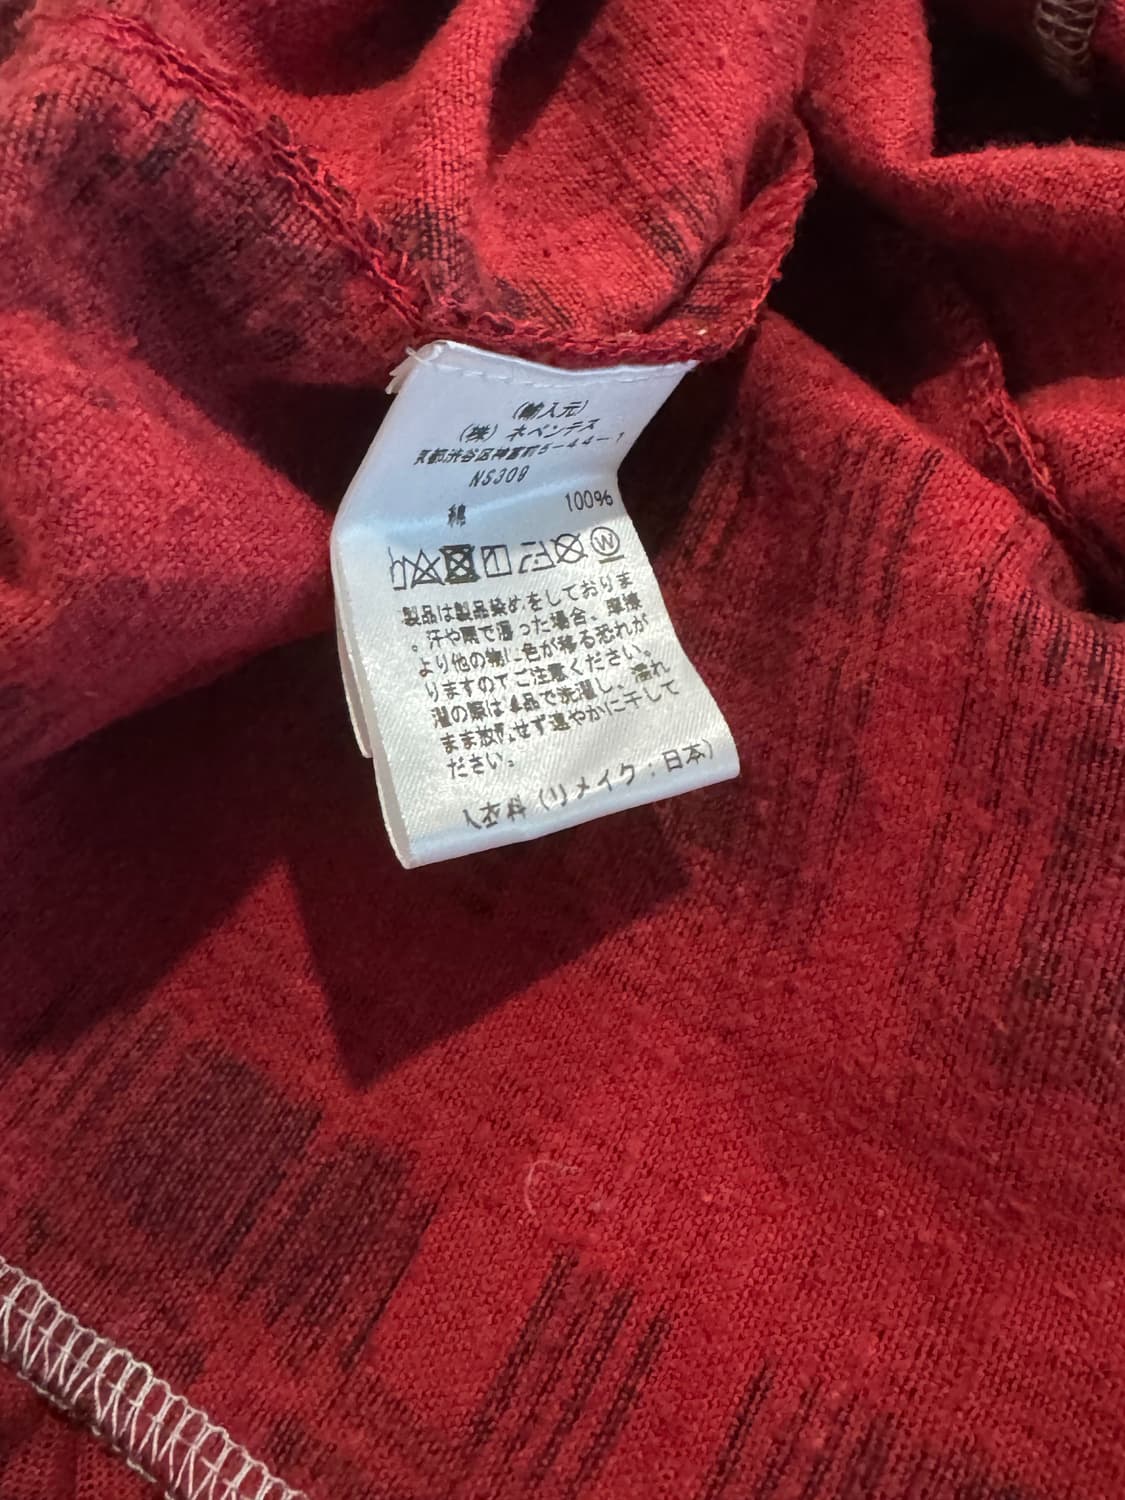 (輸入元)
(株) ネペンテス
京都渋谷区神宮前5-44-1
NS309
綿 100%
W
製品は製品染めをしておりま
。汗や雨で湿った場合、摩擦
より他の物に色が移る恐れが
りますのでご注意ください。
濯の際は単品で洗濯し、濡れ
まま放置せず速やかに干して
ださい。
衣料 (リメイク:日本)